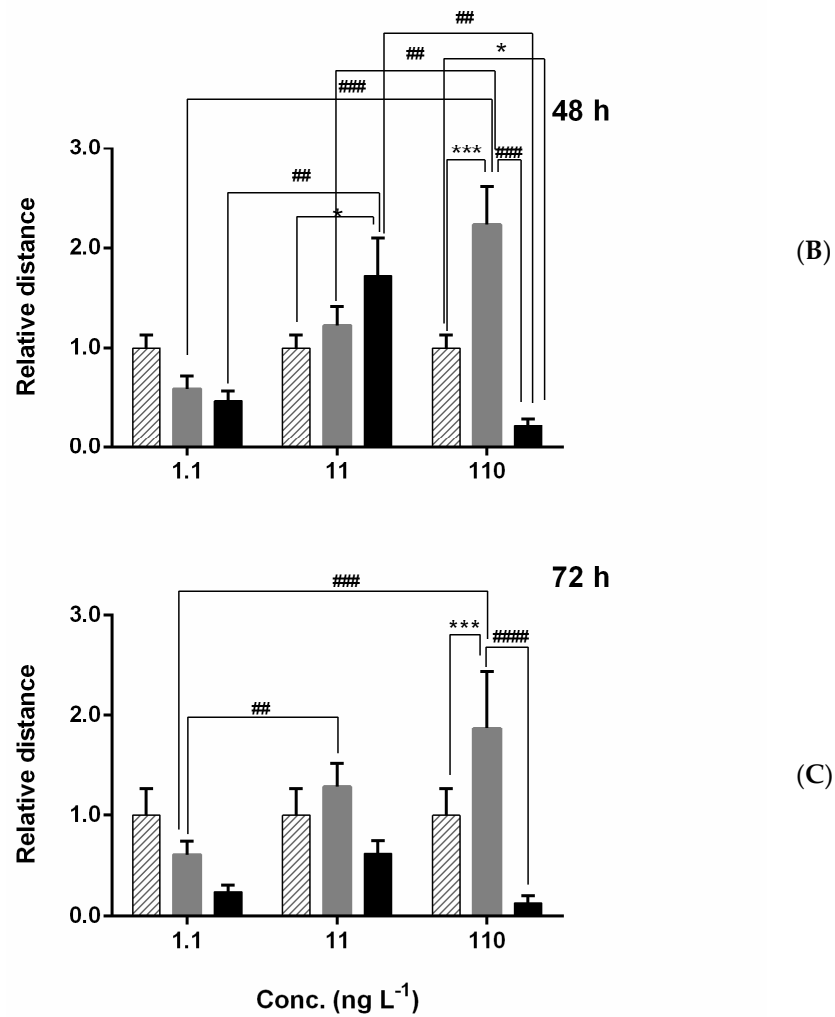 ##
## *
###
48 h
3.0
*** ###
##
*
2.0
Relative distance
(B)
1.0
0.0
1.1 11 110
72 h
###
3.0
*** ####
2.0
##
Relative distance
(C)
1.0
0.0
1.1 11 110
Conc. (ng L-1)